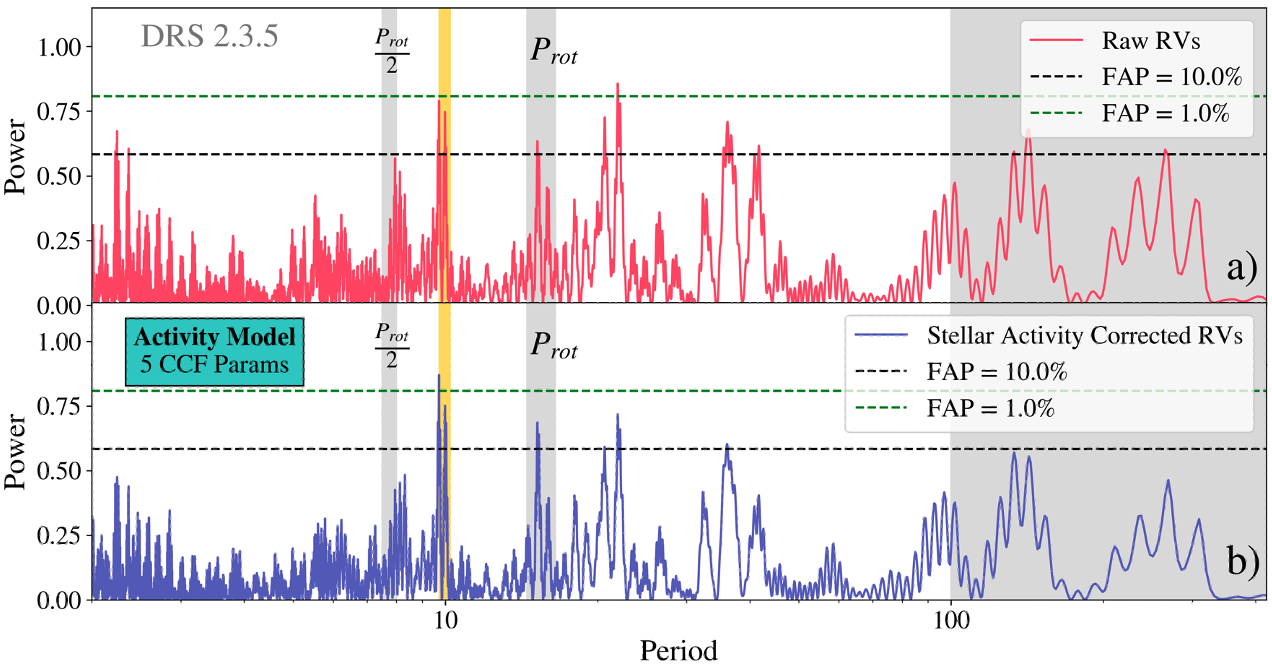 DRS 2.3.5
P_rot
2
P_rot
Raw RVs
FAP = 10.0%
FAP = 1.0%
1.00
0.75
0.50
0.25
0.00
Power
a)
Activity Model
5 CCF Params
P_rot
2
P_rot
Stellar Activity Corrected RVs
FAP = 10.0%
FAP = 1.0%
1.00
0.75
0.50
0.25
0.00
Power
b)
10
100
Period